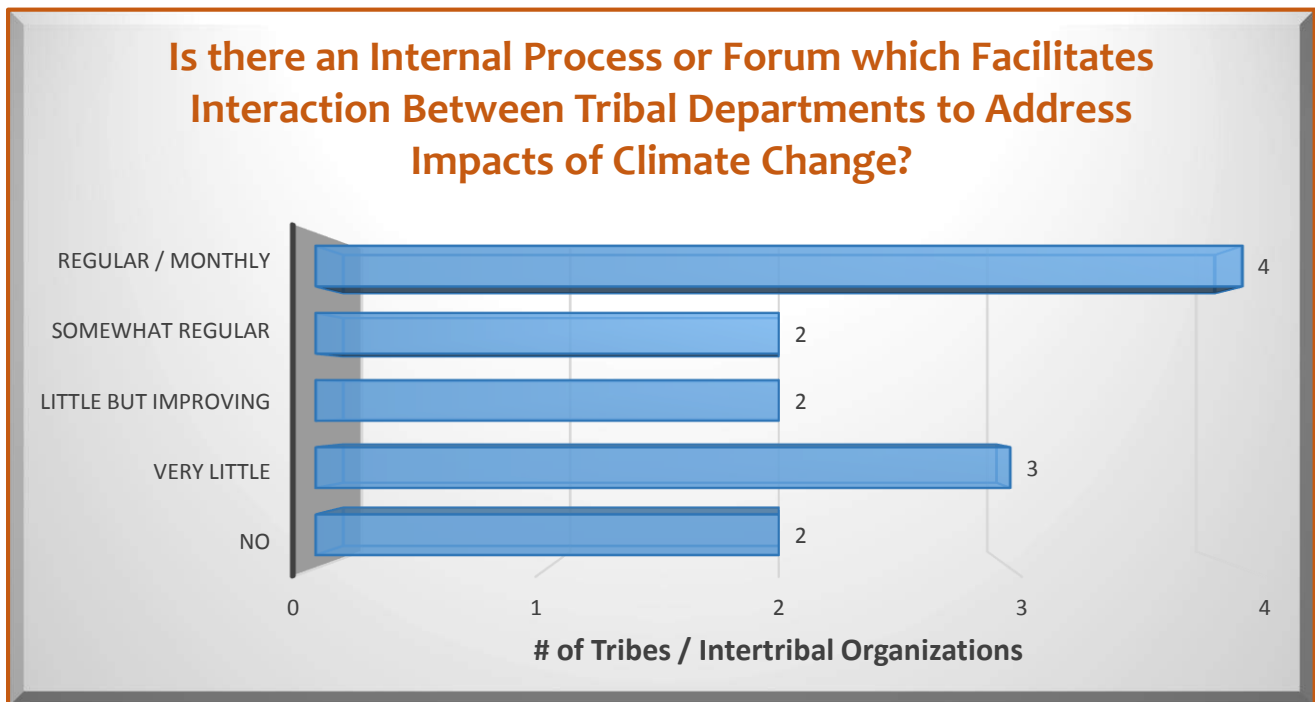 Is there an Internal Process or Forum which Facilitates
Interaction Between Tribal Departments to Address
Impacts of Climate Change?
REGULAR / MONTHLY
4
SOMEWHAT REGULAR
2
LITTLE BUT IMPROVING
2
VERY LITTLE
3
NO
2
0 1 2 3 4
# of Tribes / Intertribal Organizations